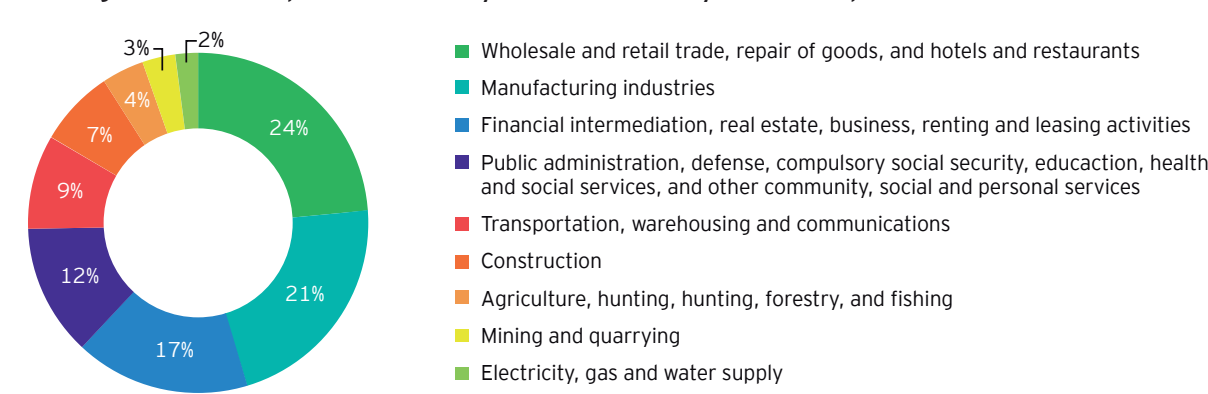 3%
2%
24%
4%
7%
9%
21%
12%
17%
Wholesale and retail trade, repair of goods, and hotels and restaurants
Manufacturing industries
Financial intermediation, real estate, business, renting and leasing activities
Public administration, defense, compulsory social security, educaction, health
and social services, and other community, social and personal services
Transportation, warehousing and communications
Construction
Agriculture, hunting, hunting, forestry, and fishing
Mining and quarrying
Electricity, gas and water supply